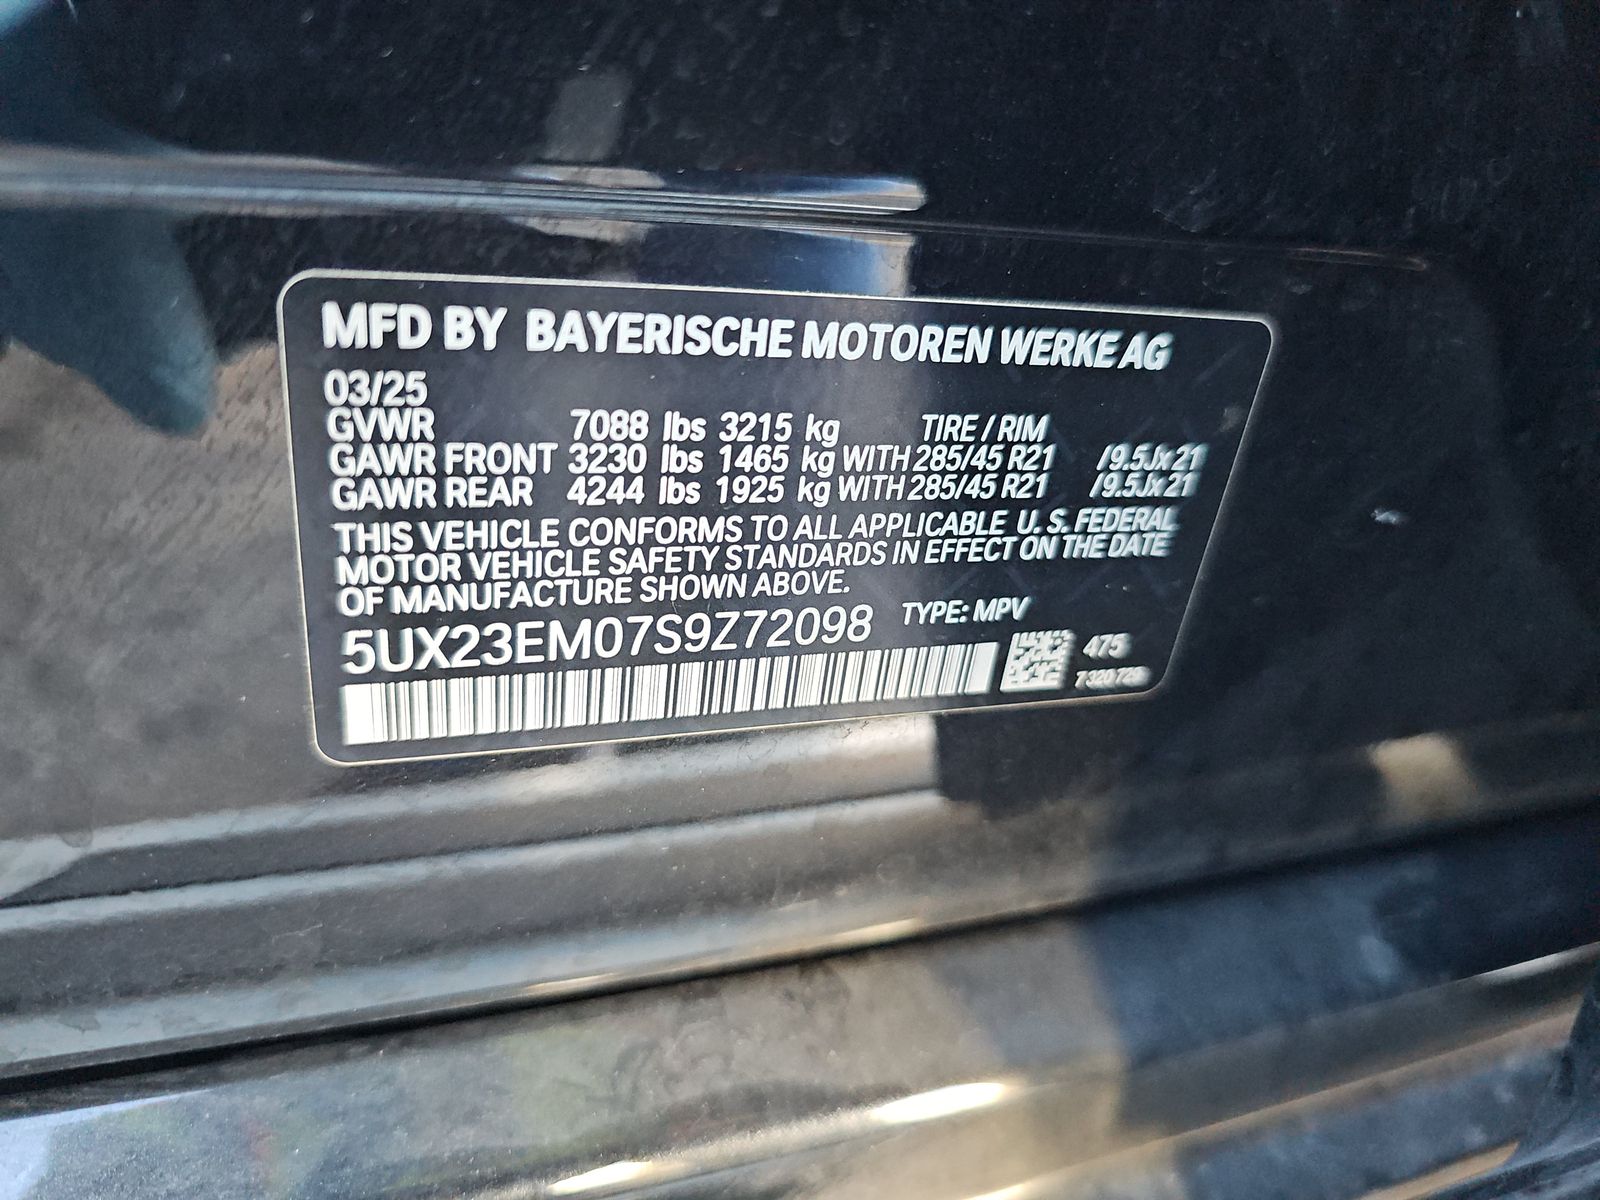 MFD BY BAYERISCHE MOTOREN WERKE AG
03/25
GVWR 7088 lbs 3215 kg TIRE / RIM
GAWR FRONT 3230 lbs 1465 kg WITH 285/45 R21 /9.5Jx21
GAWR REAR 4244 lbs 1925 kg WITH 285/45 R21 /9.5Jx21
THIS VEHICLE CONFORMS TO ALL APPLICABLE U. S. FEDERAL
MOTOR VEHICLE SAFETY STANDARDS IN EFFECT ON THE DATE
OF MANUFACTURE SHOWN ABOVE.
5UX23EM07S9Z72098 TYPE: MPV
475
7 320 729